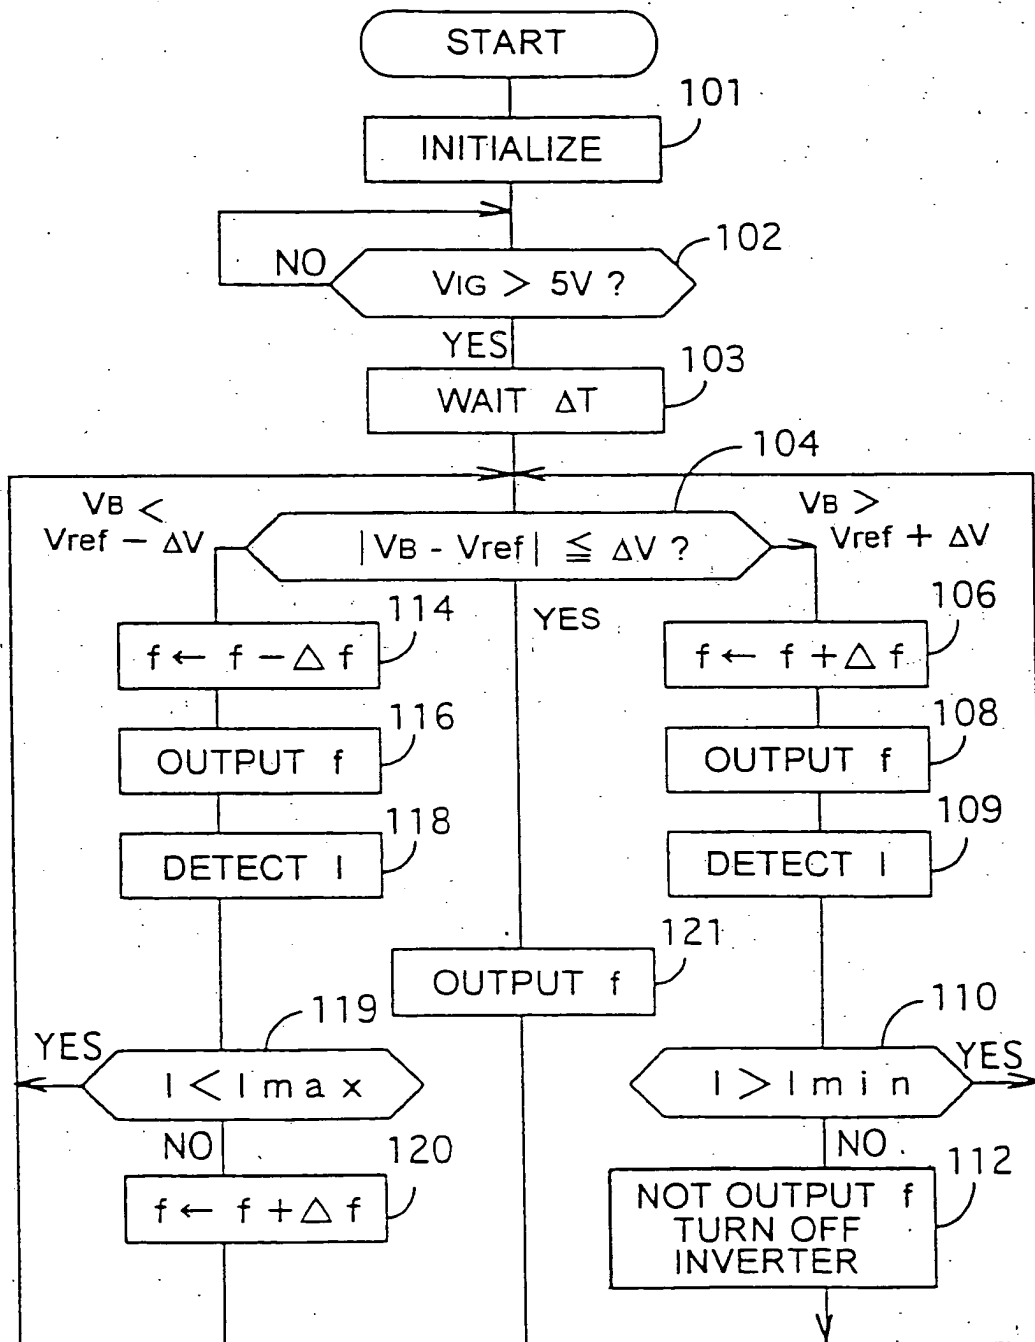 START
101
INITIALIZE
102
NO
VIG > 5V ?
YES
103
WAIT ΔT
104
VB <
Vref − ΔV
VB >
Vref + ΔV
|VB - Vref| ≦ ΔV ?
YES
114
f ← f − Δ f
106
f ← f + Δ f
116
OUTPUT f
108
OUTPUT f
118
DETECT I
109
DETECT I
121
OUTPUT f
119
YES
I < I max
110
YES
I > I min
NO
NO
120
f ← f + Δ f
112
NOT OUTPUT f
TURN OFF
INVERTER